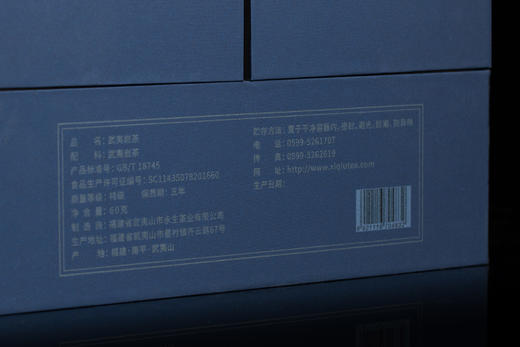 品 名：武夷岩茶
配 料：武夷岩茶
产品标准号：GB/T 18745
食品生产许可证编号：SC11435078201660
质量等级：特级 保质期：三年
净 含 量：60克
制 造 商：福建省武夷山市永生茶业有限公司
生产地址：福建省武夷山市星村镇齐云路67号
产 地：福建·南平·武夷山
贮存方法：置于干净容器内，密封，避光，防潮，防异味
电 话：0599-5261707
传 真：0599-5262619
网 址：http://www.xiqiutea.com
生产日期：